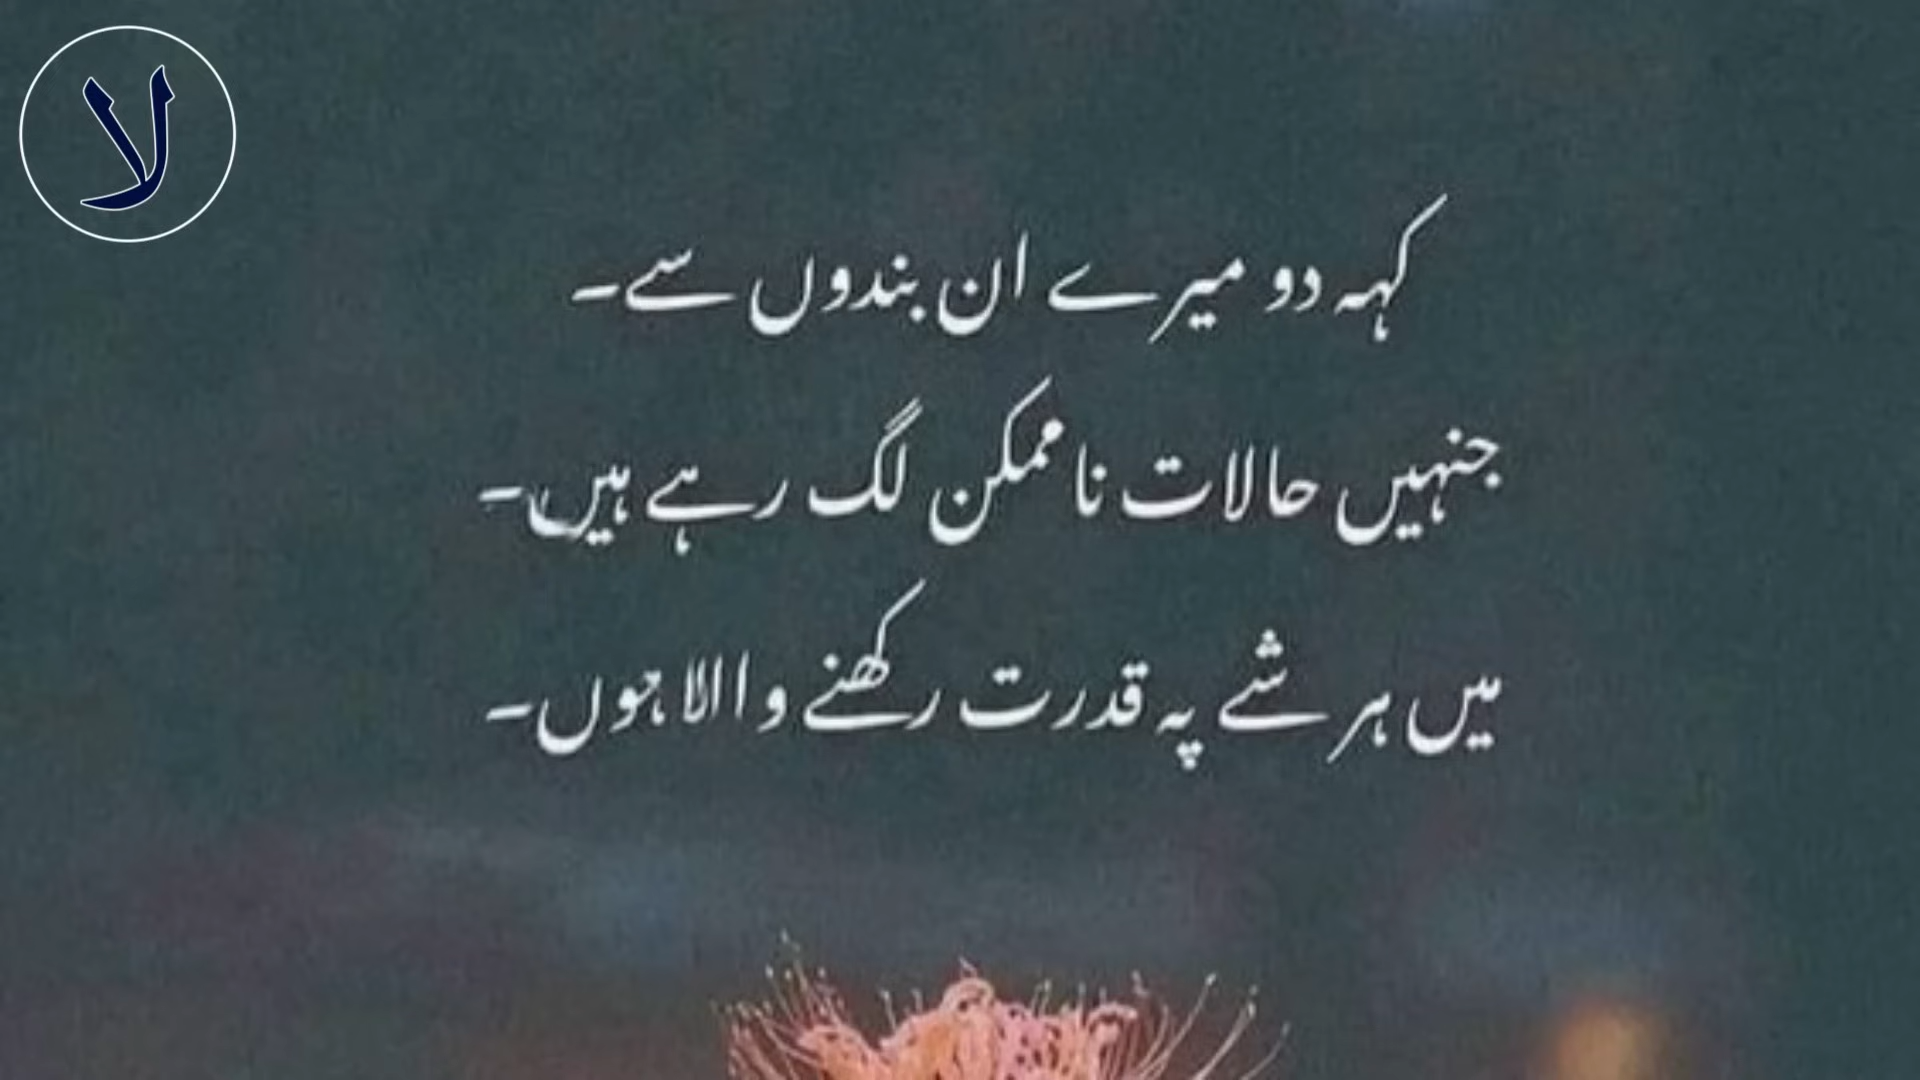 لا
کہہ دو میرے ان بندوں سے۔
جنہیں حالات ناممکن لگ رہے ہیں۔
میں ہر شے پہ قدرت رکھنے والا ہوں۔